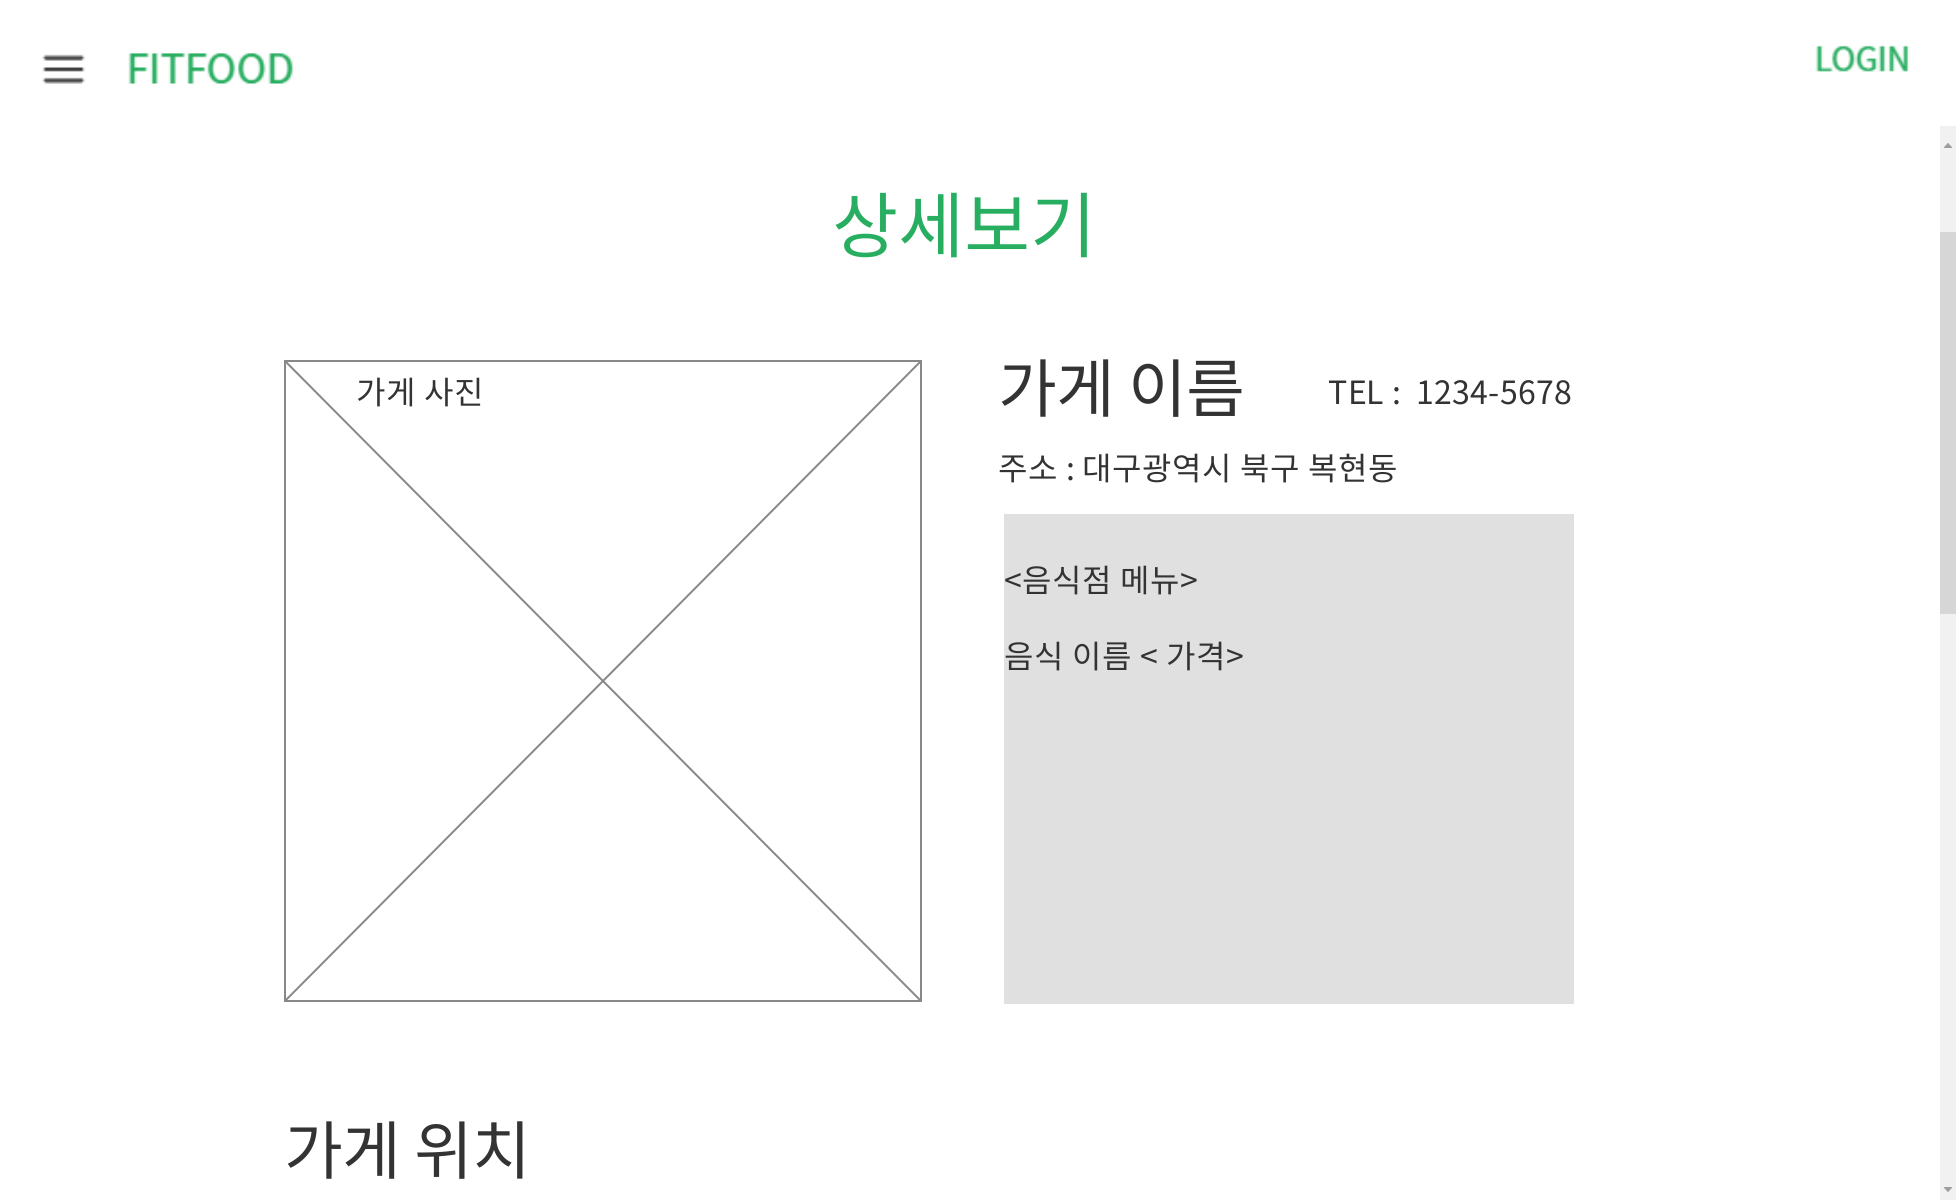 FITFOOD
LOGIN
상세보기
가게 사진
가게 이름
TEL : 1234-5678
주소 : 대구광역시 북구 복현동
<음식점 메뉴>
음식 이름 < 가격>
가게 위치